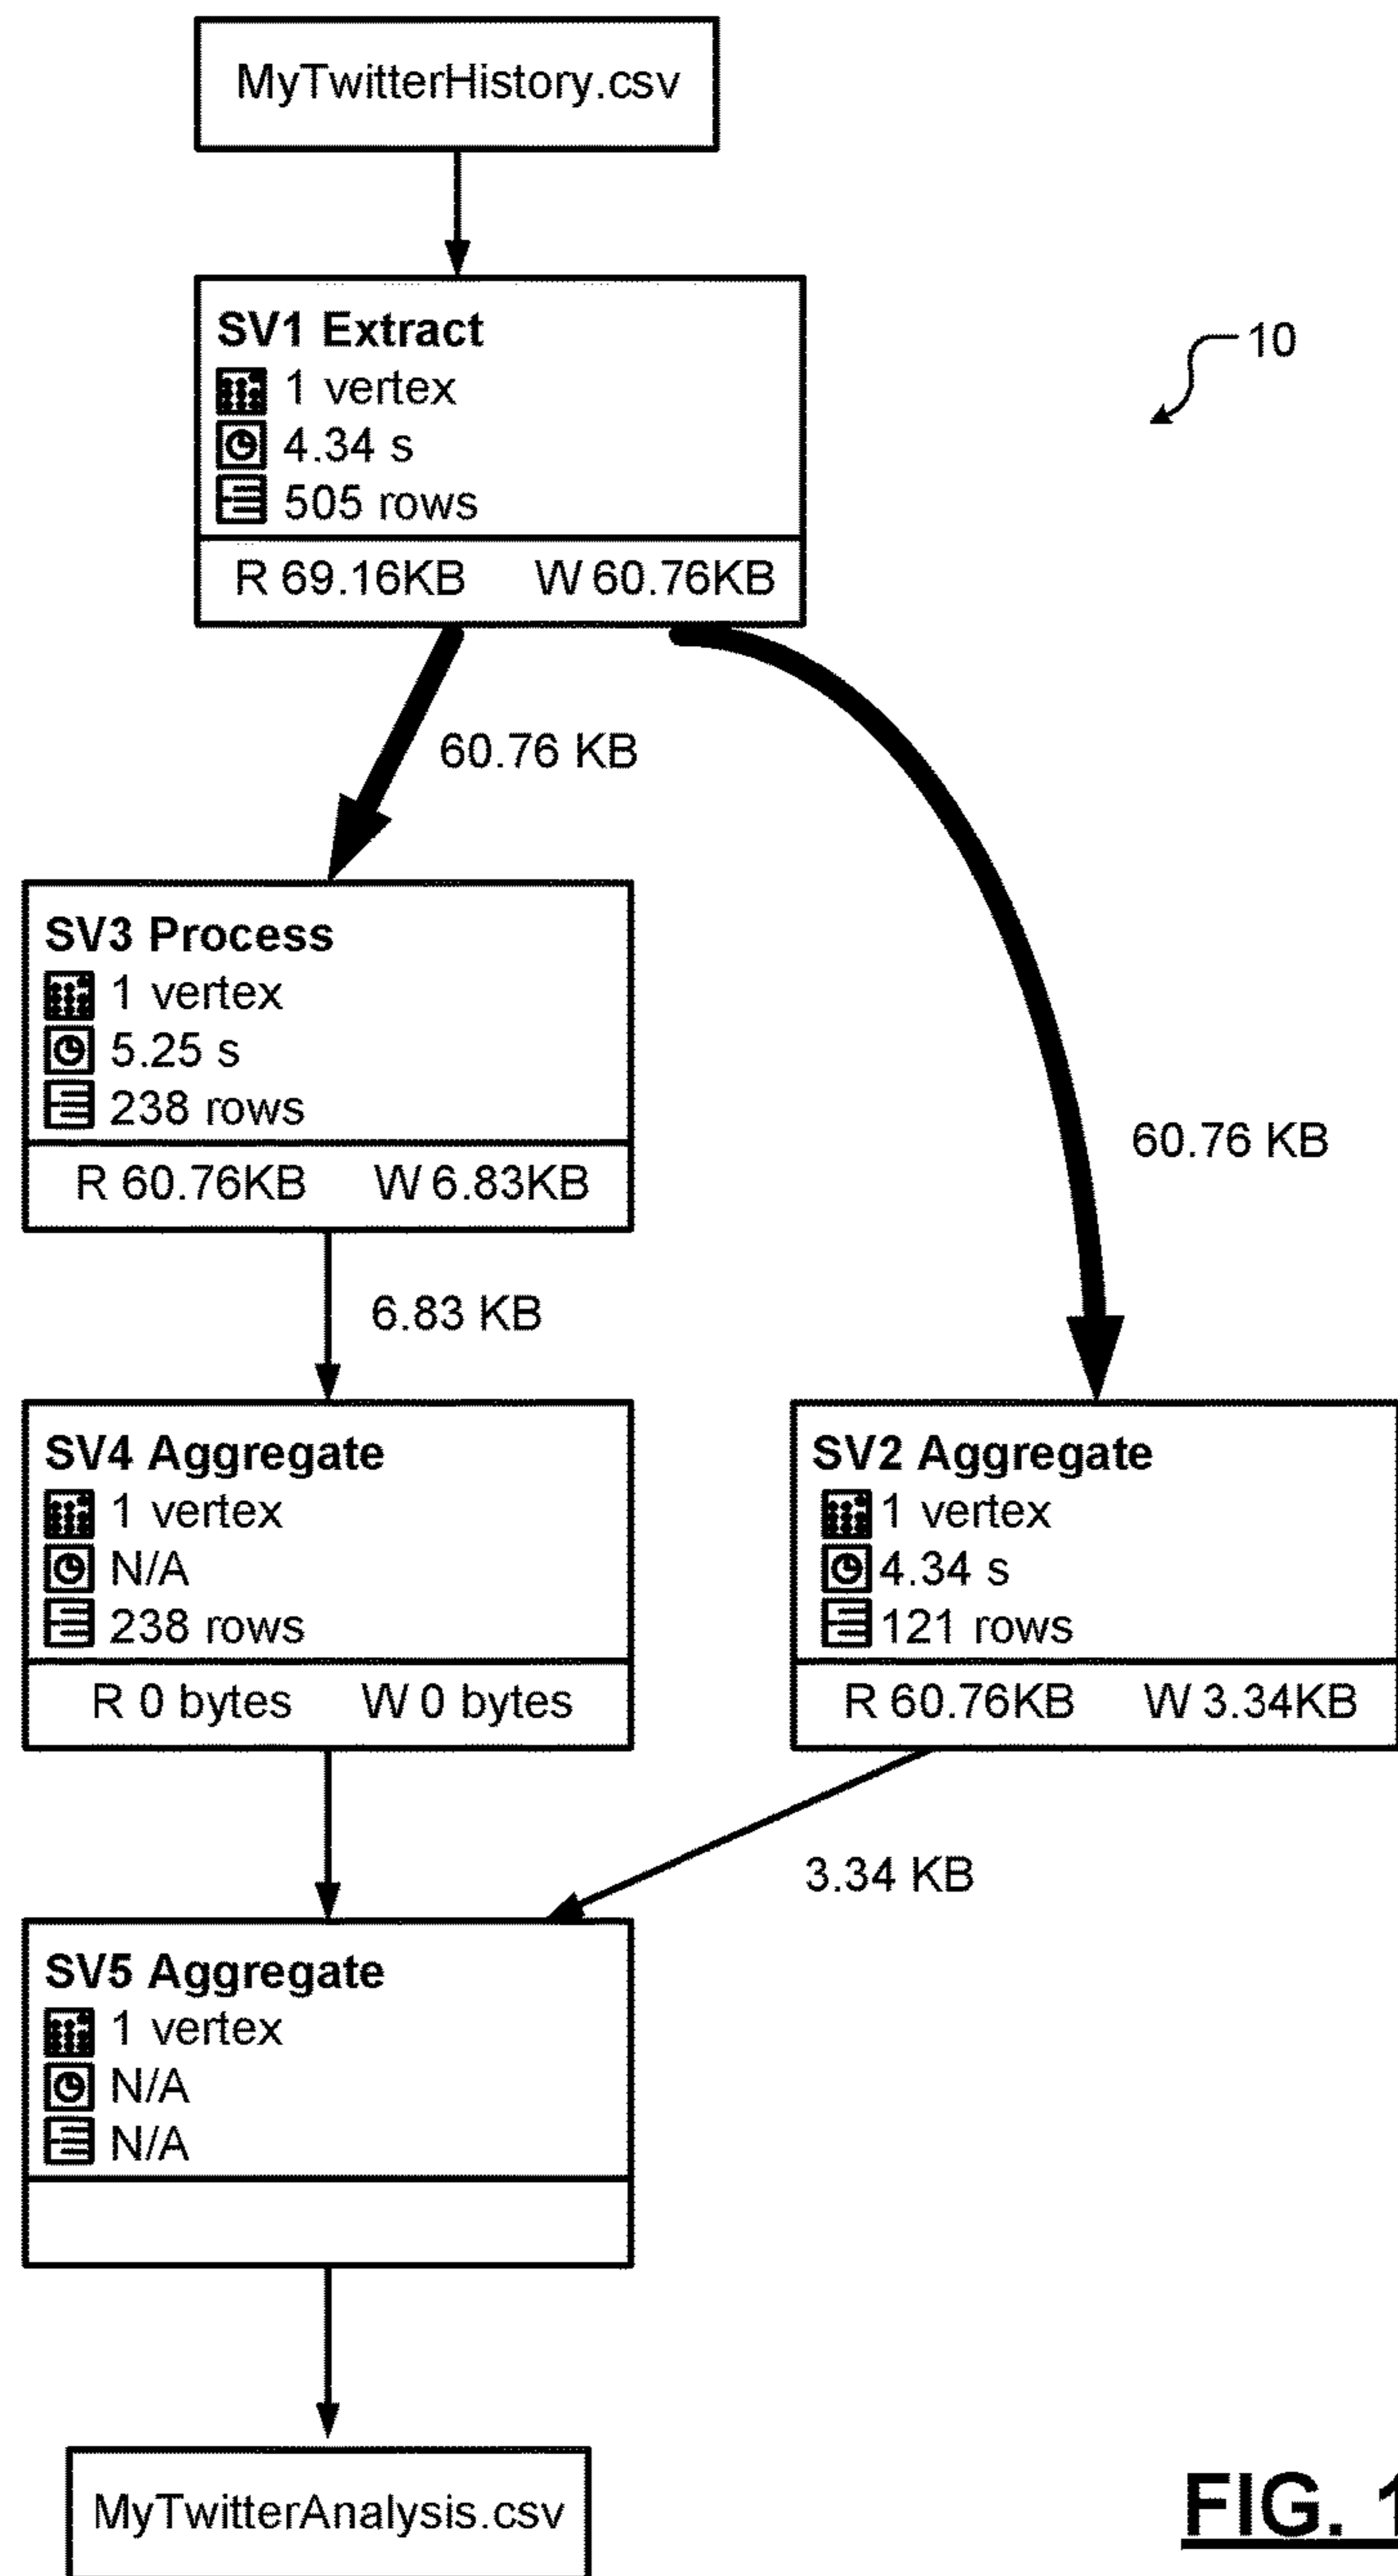 MyTwitterHistory.csv
SV1 Extract
1 vertex
4.34 s
505 rows
R 69.16KB W 60.76KB
10
60.76 KB
SV3 Process
1 vertex
5.25 s
238 rows
R 60.76KB W 6.83KB
60.76 KB
6.83 KB
SV4 Aggregate
1 vertex
N/A
238 rows
R 0 bytes W 0 bytes
SV2 Aggregate
1 vertex
4.34 s
121 rows
R 60.76KB W 3.34KB
3.34 KB
SV5 Aggregate
1 vertex
N/A
N/A
MyTwitterAnalysis.csv
FIG. 1